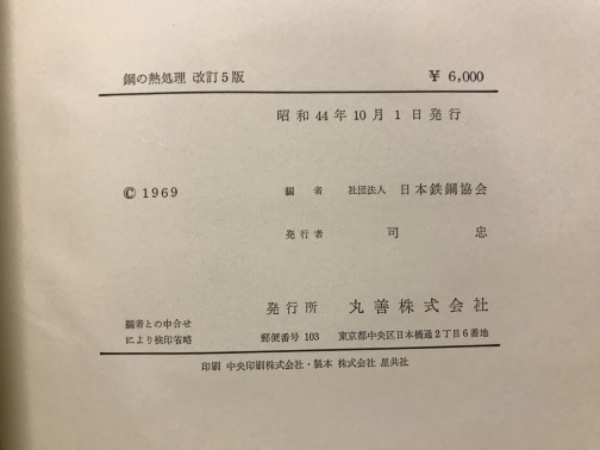 鋼の熱処理 改訂5版 ¥ 6,000
昭和44年10月1日発行
© 1969 編者 社団法人 日本鉄鋼協会
発行者 司忠
発行所 丸善株式会社
編者との申合せ
により検印省略
郵便番号 103 東京都中央区日本橋通2丁目6番地
印刷 中央印刷株式会社・製本 株式会社 星共社